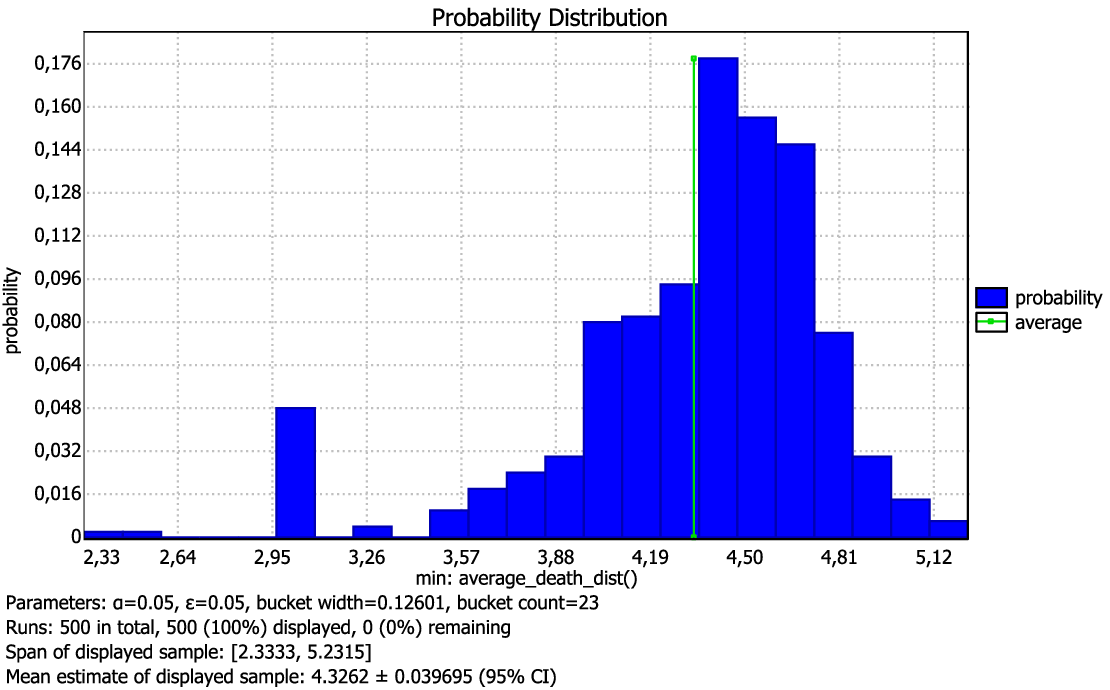 Probability Distribution
0,176
0,160
0,144
0,128
0,112
0,096
0,080
0,064
0,048
0,032
0,016
0
probability
2,33 2,64 2,95 3,26 3,57 3,88 4,19 4,50 4,81 5,12
min: average_death_dist()
probability
average
Parameters: α=0.05, ε=0.05, bucket width=0.12601, bucket count=23
Runs: 500 in total, 500 (100%) displayed, 0 (0%) remaining
Span of displayed sample: [2.3333, 5.2315]
Mean estimate of displayed sample: 4.3262 ± 0.039695 (95% CI)